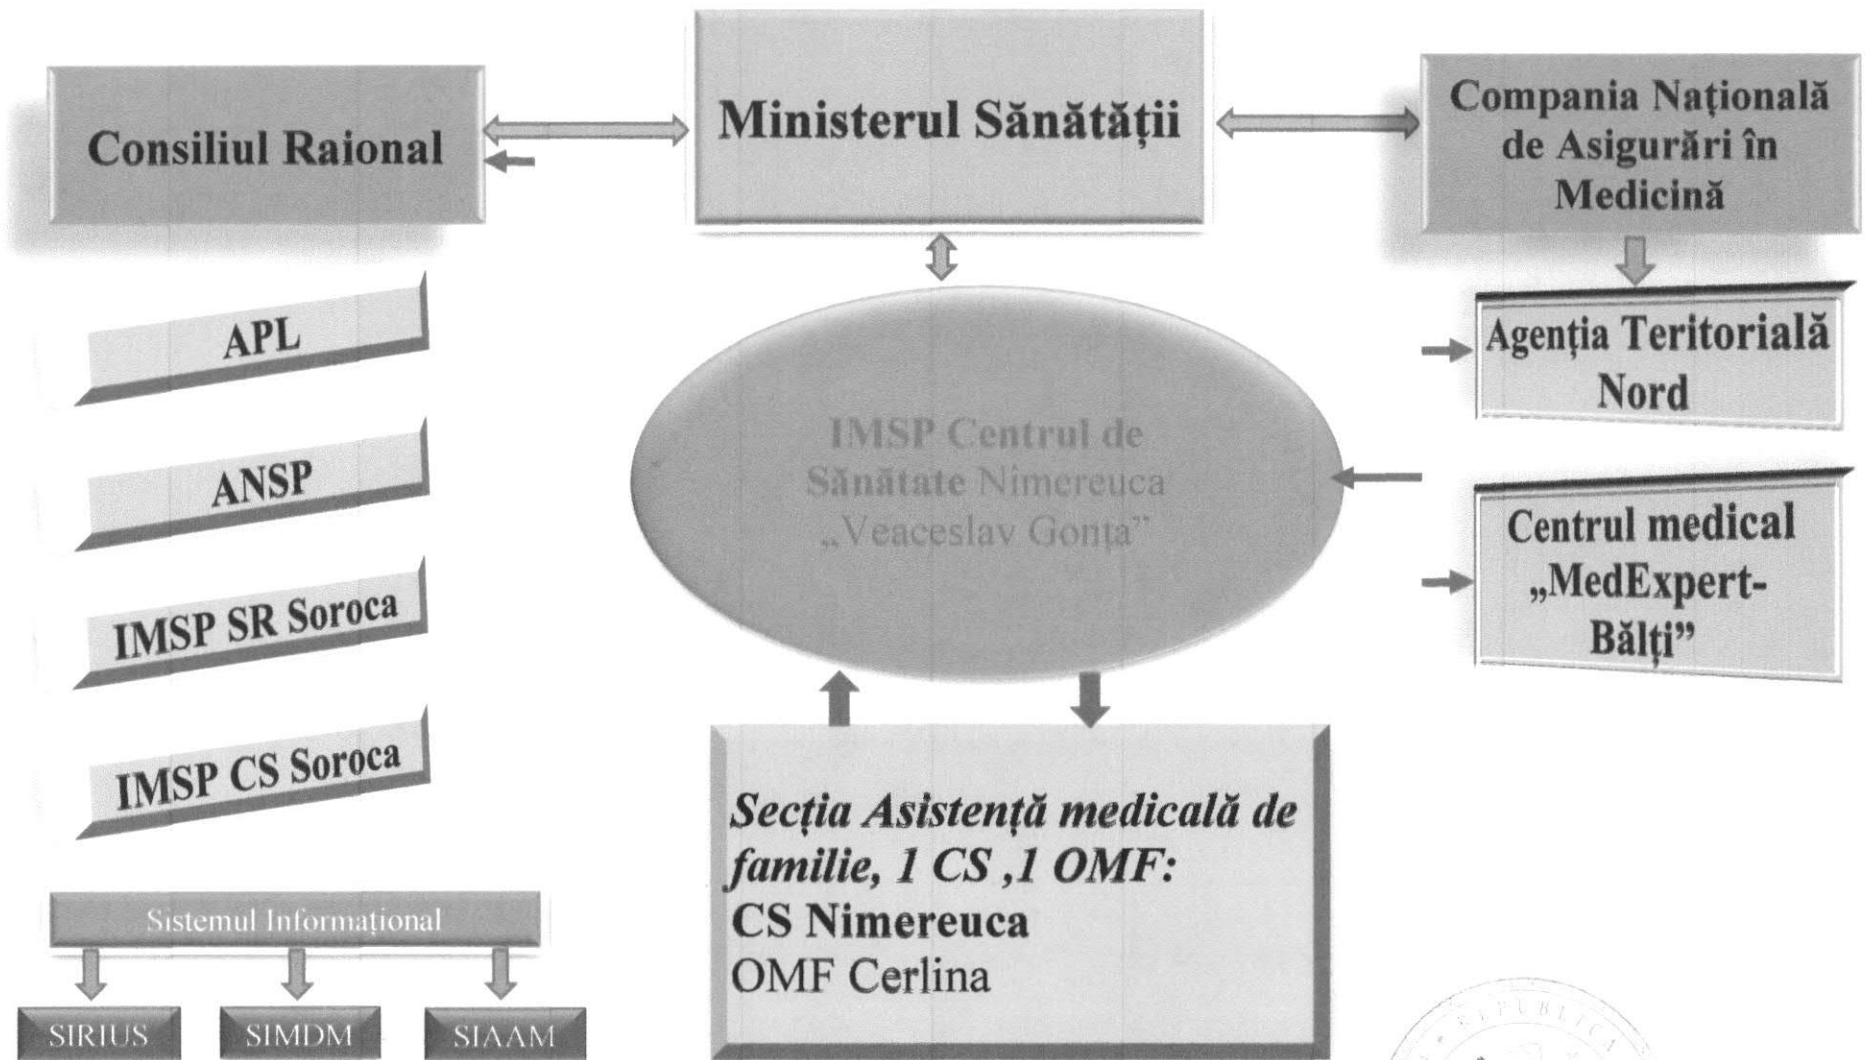 Consiliul Raional
Ministerul Sănătății
Compania Națională
de Asigurări în
Medicină
APL
ANSP
IMSP SR Soroca
IMSP CS Soroca
IMSP Centrul de
Sănătate Nimereuca
„Veaceslav Gonța”
Agenția Teritorială
Nord
Centrul medical
„MedExpert-
Bălți”
Secția Asistență medicală de
familie, 1 CS ,1 OMF:
CS Nimereuca
OMF Cerlina
Sistemul Informațional
SIRIUS
SIMDM
SIAAM
REPUBLICA